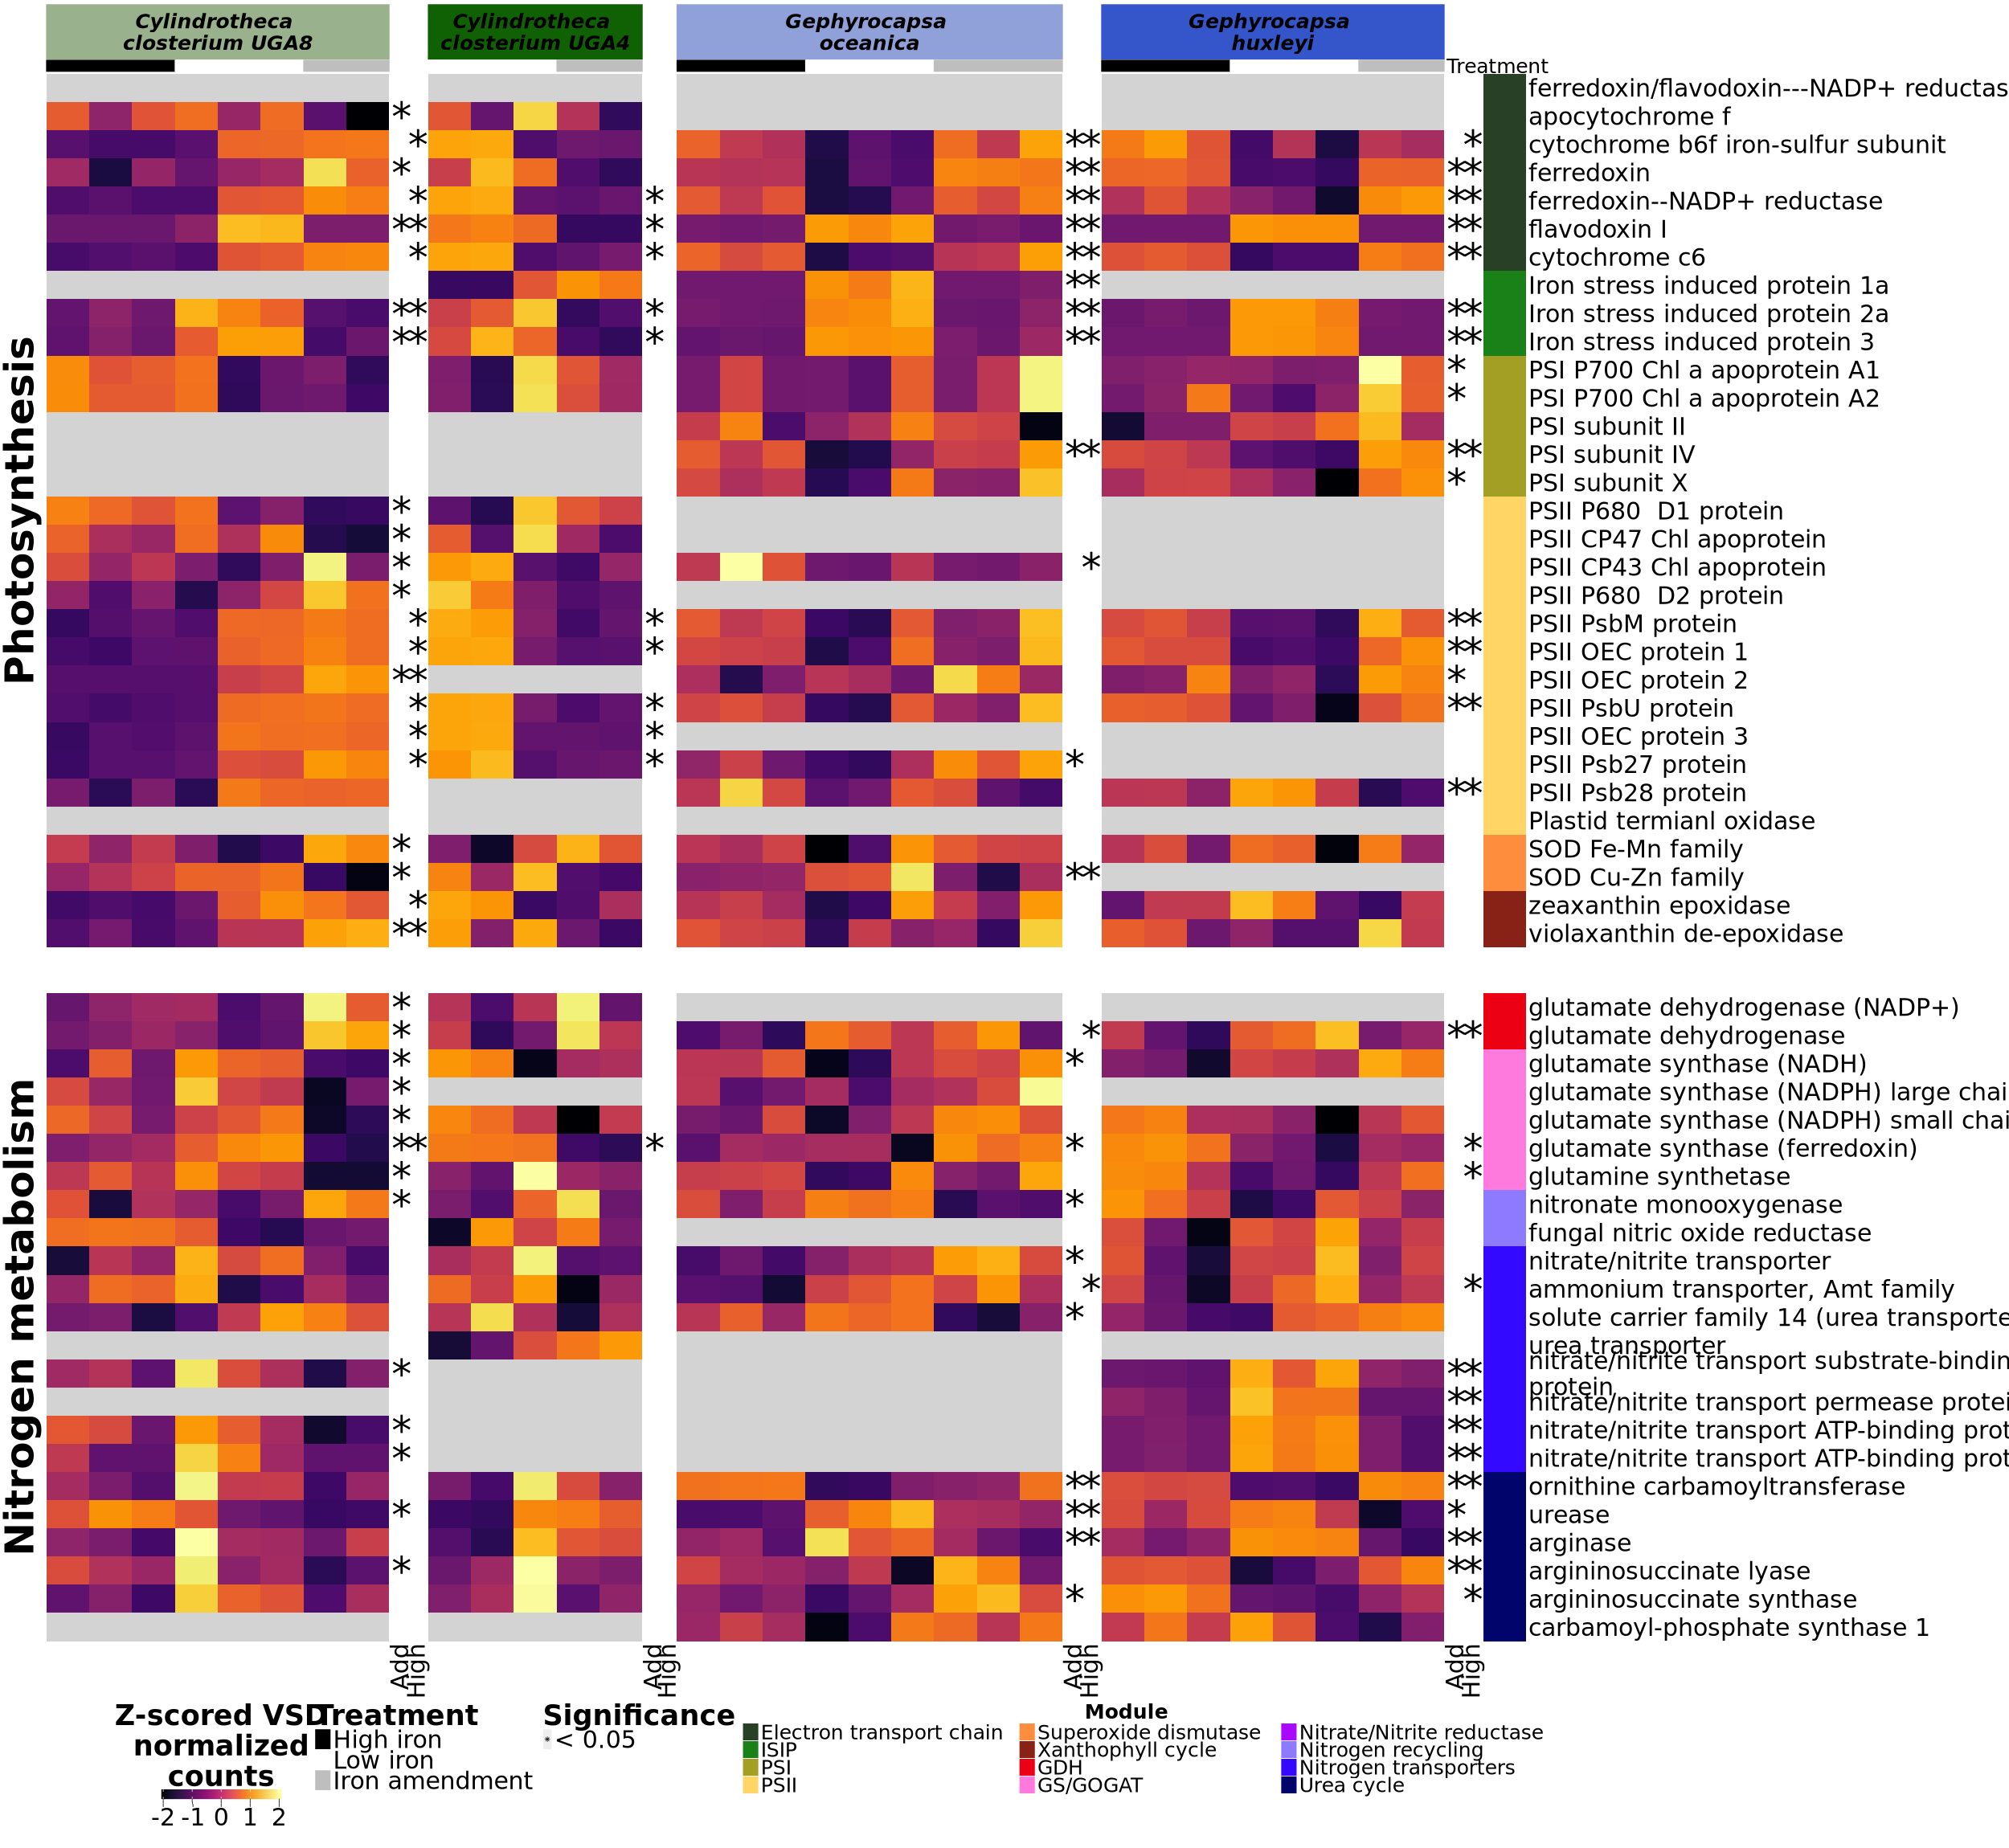 Cylindrotheca
closterium UGA8
Cylindrotheca
closterium UGA4
Gephyrocapsa
oceanica
Gephyrocapsa
huxleyi
Treatment
Photosynthesis
ferredoxin/flavodoxin---NADP+ reductas
* apocytochrome f
* ** * cytochrome b6f iron-sulfur subunit
* ** ** ferredoxin
* * ** ** ferredoxin--NADP+ reductase
** * ** ** flavodoxin I
* * ** ** cytochrome c6
** Iron stress induced protein 1a
** * ** ** Iron stress induced protein 2a
** * ** ** Iron stress induced protein 3
* PSI P700 Chl a apoprotein A1
* PSI P700 Chl a apoprotein A2
PSI subunit II
** ** PSI subunit IV
* PSI subunit X
* PSII P680  D1 protein
* PSII CP47 Chl apoprotein
* * PSII CP43 Chl apoprotein
* PSII P680  D2 protein
* * ** PSII PsbM protein
* * ** PSII OEC protein 1
** * PSII OEC protein 2
* * ** PSII PsbU protein
* * PSII OEC protein 3
* * * PSII Psb27 protein
** PSII Psb28 protein
Plastid termianl oxidase
* SOD Fe-Mn family
* ** SOD Cu-Zn family
* zeaxanthin epoxidase
** violaxanthin de-epoxidase
Nitrogen metabolism
* glutamate dehydrogenase (NADP+)
* * ** glutamate dehydrogenase
* * glutamate synthase (NADH)
* glutamate synthase (NADPH) large chai
* glutamate synthase (NADPH) small chai
** * * * glutamate synthase (ferredoxin)
* * glutamine synthetase
* * nitronate monooxygenase
fungal nitric oxide reductase
* nitrate/nitrite transporter
* * ammonium transporter, Amt family
* solute carrier family 14 (urea transporte
urea transporter
* ** nitrate/nitrite transport substrate-bindin
protein
** nitrate/nitrite transport permease protei
* ** nitrate/nitrite transport ATP-binding prot
* ** nitrate/nitrite transport ATP-binding prot
** ** ornithine carbamoyltransferase
* ** * urease
** ** arginase
* ** argininosuccinate lyase
* * argininosuccinate synthase
carbamoyl-phosphate synthase 1
Add
High
Add
High
Add
High
Add
High
Z-scored VSD
normalized
counts
-2 -1 0 1 2
Treatment
High iron
Low iron
Iron amendment
Significance
* < 0.05
Module
Electron transport chain
ISIP
PSI
PSII
Superoxide dismutase
Xanthophyll cycle
GDH
GS/GOGAT
Nitrate/Nitrite reductase
Nitrogen recycling
Nitrogen transporters
Urea cycle